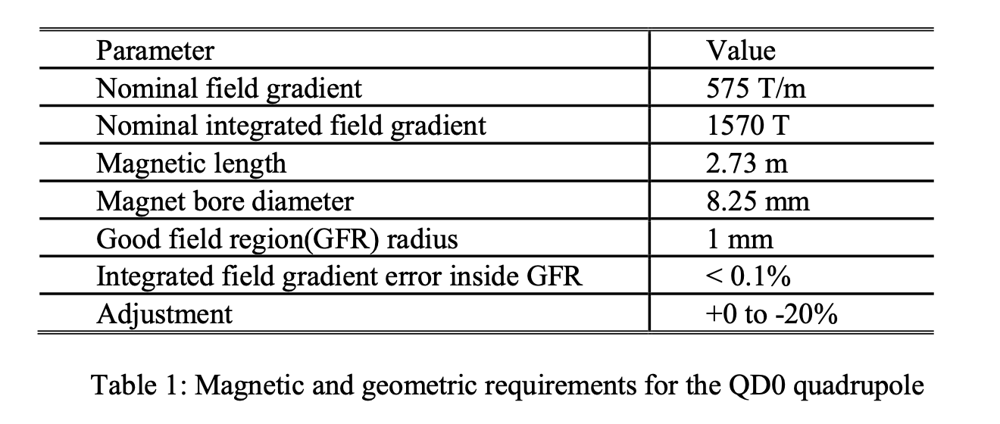 Parameter Value
Nominal field gradient 575 T/m
Nominal integrated field gradient 1570 T
Magnetic length 2.73 m
Magnet bore diameter 8.25 mm
Good field region(GFR) radius 1 mm
Integrated field gradient error inside GFR < 0.1%
Adjustment +0 to -20%
Table 1: Magnetic and geometric requirements for the QD0 quadrupole